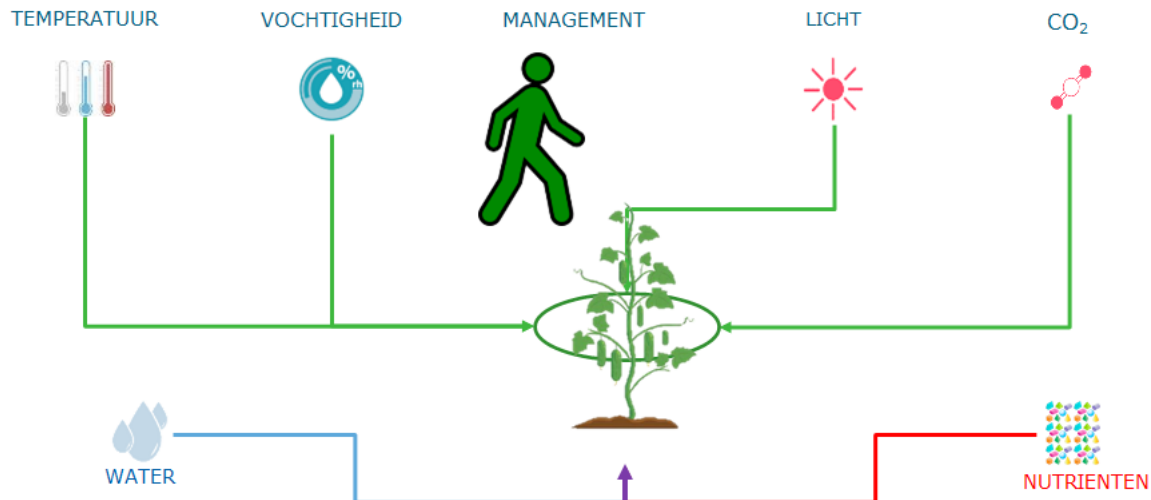 TEMPERATUUR
VOCHTIGHEID
MANAGEMENT
LICHT
CO₂
%
rh
WATER
NUTRIENTEN